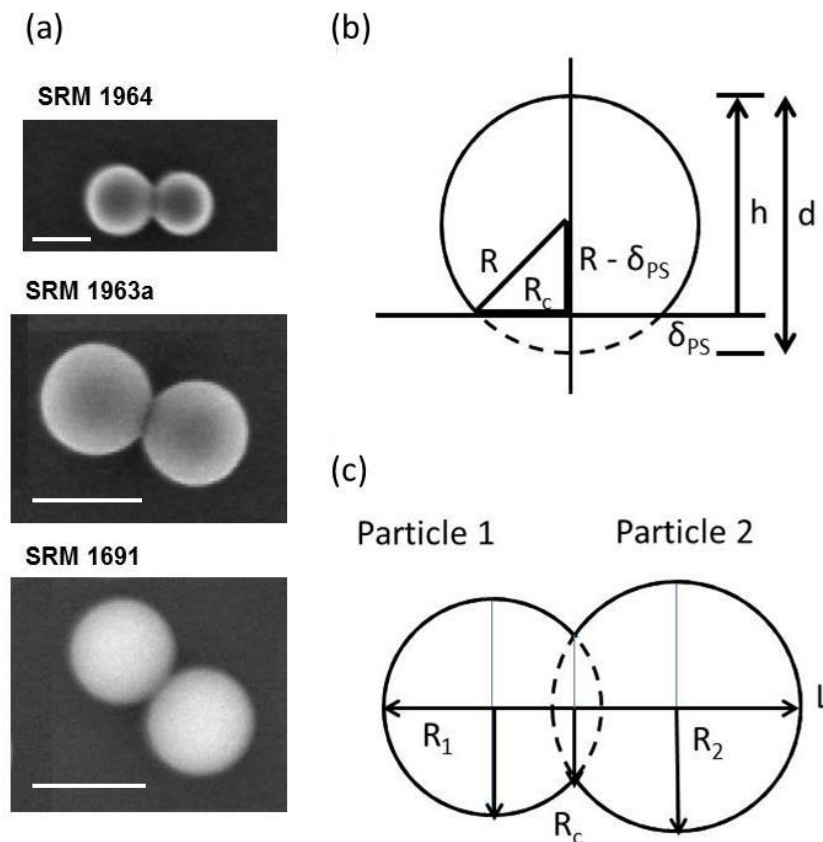 (a)
SRM 1964
SRM 1963a
SRM 1691
(b)
R
R - δPS
Rc
δPS
h
d
(c)
Particle 1
Particle 2
R1
Rc
R2
L